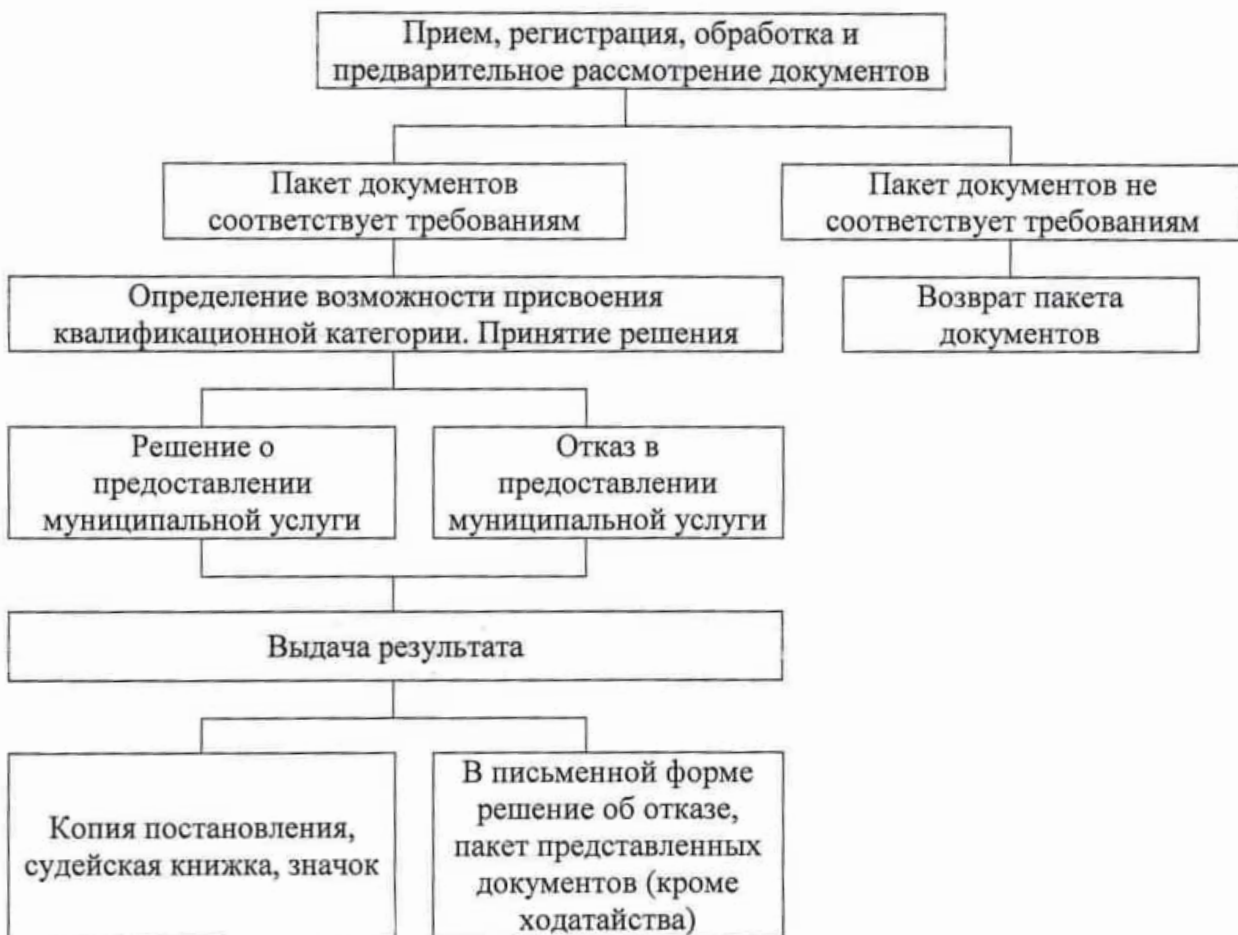 Прием, регистрация, обработка и
предварительное рассмотрение документов
Пакет документов
соответствует требованиям
Пакет документов не
соответствует требованиям
Определение возможности присвоения
квалификационной категории. Принятие решения
Возврат пакета
документов
Решение о
предоставлении
муниципальной услуги
Отказ в
предоставлении
муниципальной услуги
Выдача результата
Копия постановления,
судейская книжка, значок
В письменной форме
решение об отказе,
пакет представленных
документов (кроме
ходатайства)